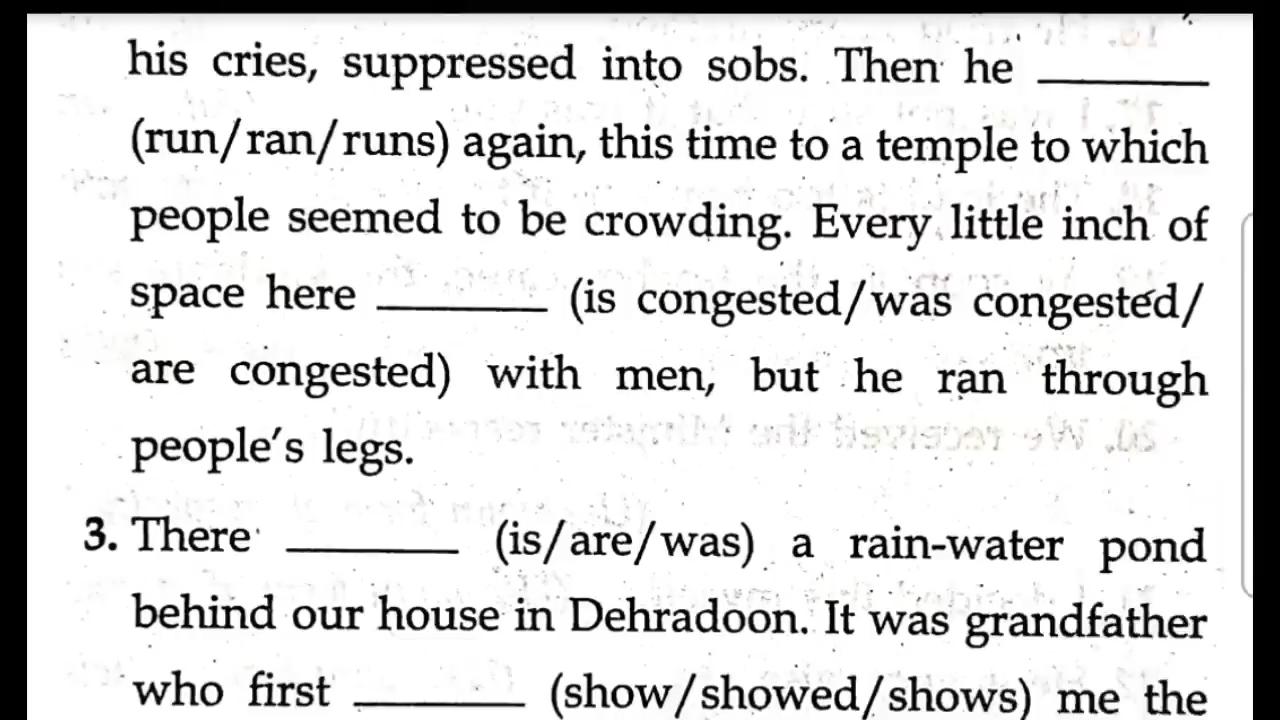 his cries, suppressed into sobs. Then he ________
(run/ran/runs) again, this time to a temple to which
people seemed to be crowding. Every little inch of
space here ________ (is congested/was congested/
are congested) with men, but he ran through
people's legs.
3. There ________ (is/are/was) a rain-water pond
behind our house in Dehradoon. It was grandfather
who first ________ (show/showed/shows) me the